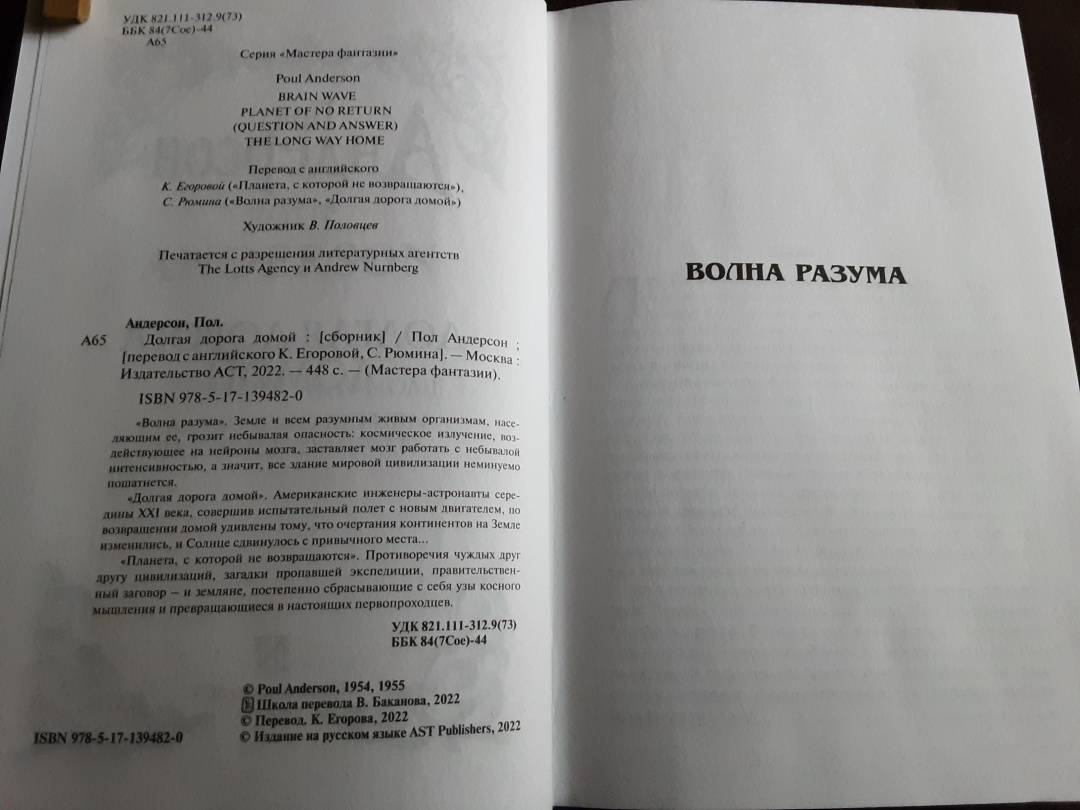 УДК 821.111-312.9(73)
ББК 84(7Сое)-44
А65
Серия «Мастера фантазии»
Poul Anderson
BRAIN WAVE
PLANET OF NO RETURN
(QUESTION AND ANSWER)
THE LONG WAY HOME
Перевод с английского
К. Егоровой («Планета, с которой не возвращаются»),
С. Рюмина («Волна разума», «Долгая дорога домой»)
Художник В. Половцев
Печатается с разрешения литературных агентств
The Lotts Agency и Andrew Nurnberg
Андерсон, Пол.
А65 Долгая дорога домой : [сборник] / Пол Андерсон ;
[перевод с английского К. Егоровой, С. Рюмина]. — Москва :
Издательство АСТ, 2022. — 448 с. — (Мастера фантазии).
ISBN 978-5-17-139482-0
«Волна разума». Земле и всем разумным живым организмам, насе-
ляющим ее, грозит небывалая опасность: космическое излучение, воз-
действующее на нейроны мозга, заставляет мозг работать с небывалой
интенсивностью, а значит, все здание мировой цивилизации неминуемо
пошатнется.
«Долгая дорога домой». Американские инженеры-астронавты сере-
дины XXI века, совершив испытательный полет с новым двигателем, по
возвращении домой удивлены тому, что очертания континентов на Земле
изменились, и Солнце сдвинулось с привычного места...
«Планета, с которой не возвращаются». Противоречия чуждых друг
другу цивилизаций, загадки пропавшей экспедиции, правительствен-
ный заговор – и земляне, постепенно сбрасывающие с себя узы косного
мышления и превращающиеся в настоящих первопроходцев.
УДК 821.111-312.9(73)
ББК 84(7Сое)-44
© Poul Anderson, 1954, 1955
Школа перевода В. Баканова, 2022
© Перевод. К. Егорова, 2022
ISBN 978-5-17-139482-0 © Издание на русском языке AST Publishers, 2022
ВОЛНА РАЗУМА